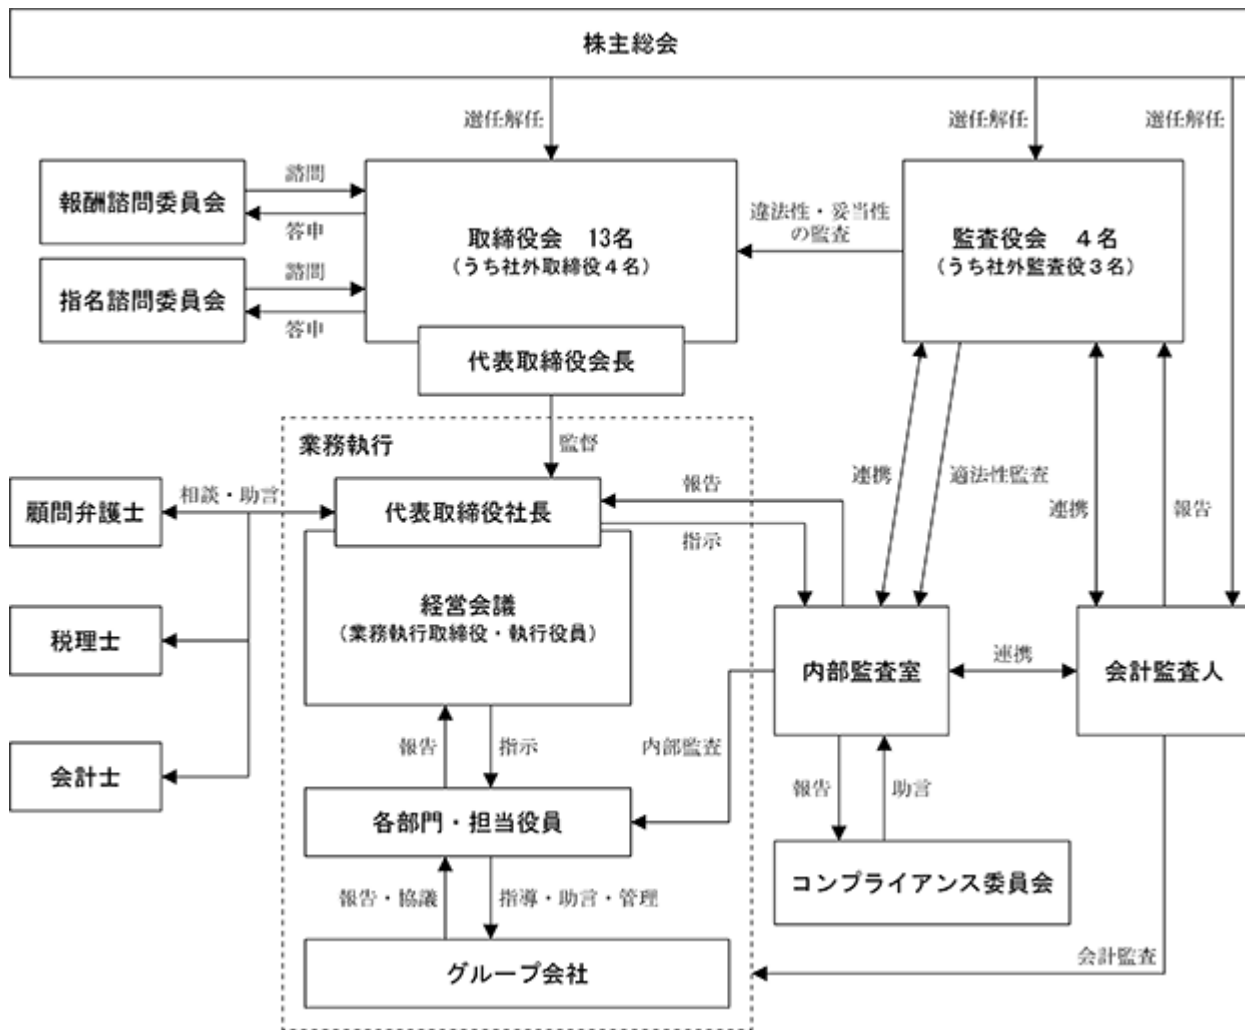 株主総会
選任解任
選任解任
選任解任
報酬諮問委員会
諮問
答申
指名諮問委員会
諮問
答申
取締役会 13名
(うち社外取締役4名)
代表取締役会長
違法性・妥当性
の監査
監査役会 4名
(うち社外監査役3名)
業務執行
監督
顧問弁護士
相談・助言
税理士
会計士
代表取締役社長
経営会議
(業務執行取締役・執行役員)
報告
指示
連携
適法性監査
連携
報告
内部監査室
連携
会計監査人
報告
指示
内部監査
各部門・担当役員
報告
助言
コンプライアンス委員会
報告・協議
指導・助言・管理
グループ会社
会計監査